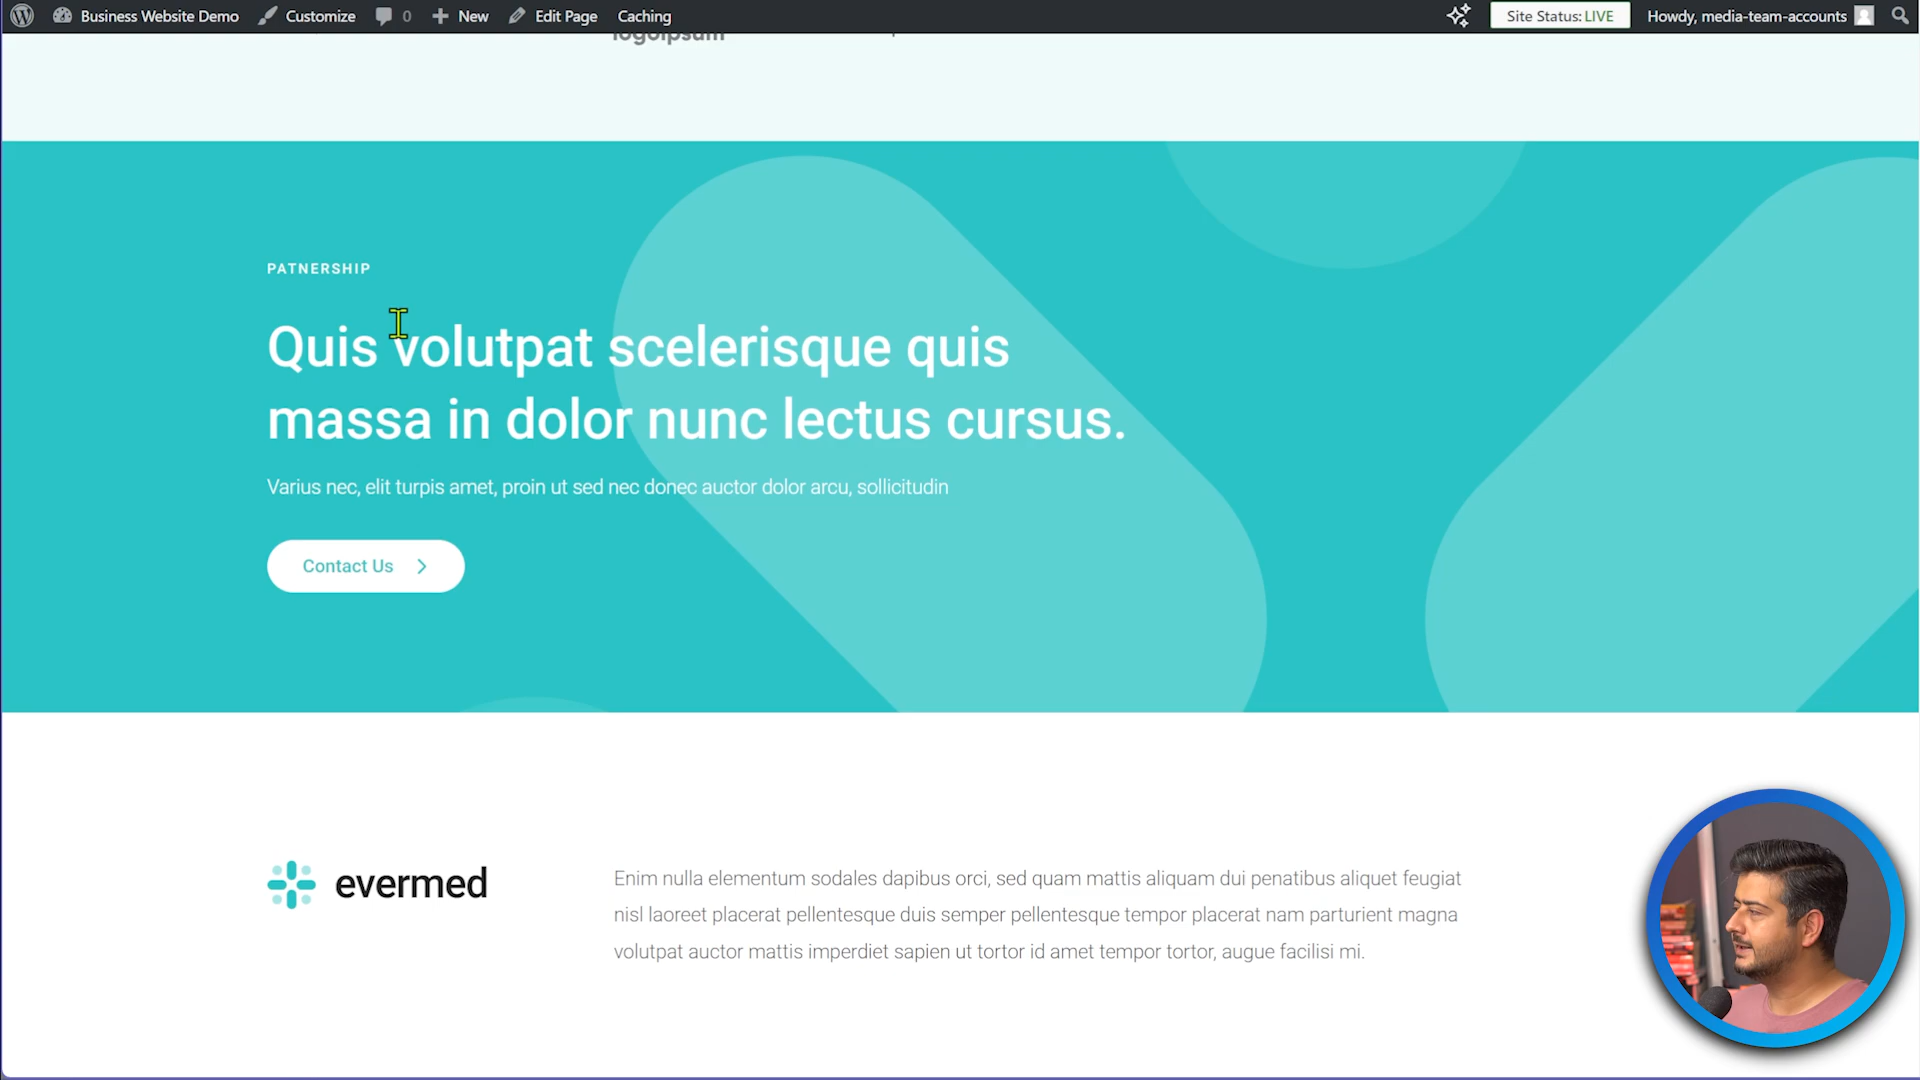 Business Website Demo Customize 0 New Edit Page Caching Site Status: LIVE Howdy, media-team-accounts
logoipsum
PATNERSHIP
Quis volutpat scelerisque quis
massa in dolor nunc lectus cursus.
Varius nec, elit turpis amet, proin ut sed nec donec auctor dolor arcu, sollicitudin
Contact Us
evermed
Enim nulla elementum sodales dapibus orci, sed quam mattis aliquam dui penatibus aliquet feugiat
nisl laoreet placerat pellentesque duis semper pellentesque tempor placerat nam parturient magna
volutpat auctor mattis imperdiet sapien ut tortor id amet tempor tortor, augue facilisi mi.